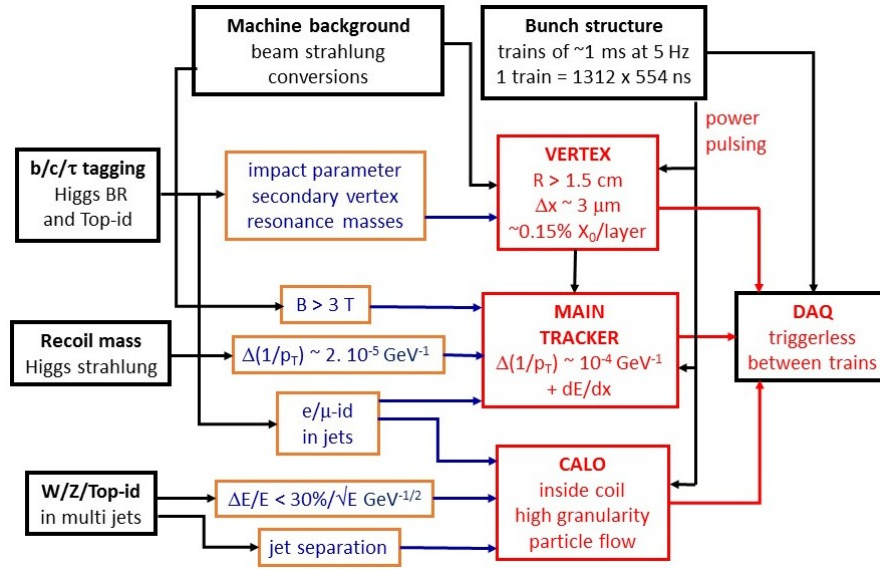 Machine background
beam strahlung
conversions
Bunch structure
trains of ~1 ms at 5 Hz
1 train = 1312 x 554 ns
power
pulsing
b/c/τ tagging
Higgs BR
and Top-id
impact parameter
secondary vertex
resonance masses
VERTEX
R > 1.5 cm
Δx ~ 3 μm
~0.15% X₀/layer
B > 3 T
MAIN
TRACKER
Δ(1/pT) ~ 10⁻⁴ GeV⁻¹
+ dE/dx
DAQ
triggerless
between trains
Recoil mass
Higgs strahlung
Δ(1/pT) ~ 2. 10⁻⁵ GeV⁻¹
e/μ-id
in jets
W/Z/Top-id
in multi jets
ΔE/E < 30%/√E GeV⁻¹/²
jet separation
CALO
inside coil
high granularity
particle flow